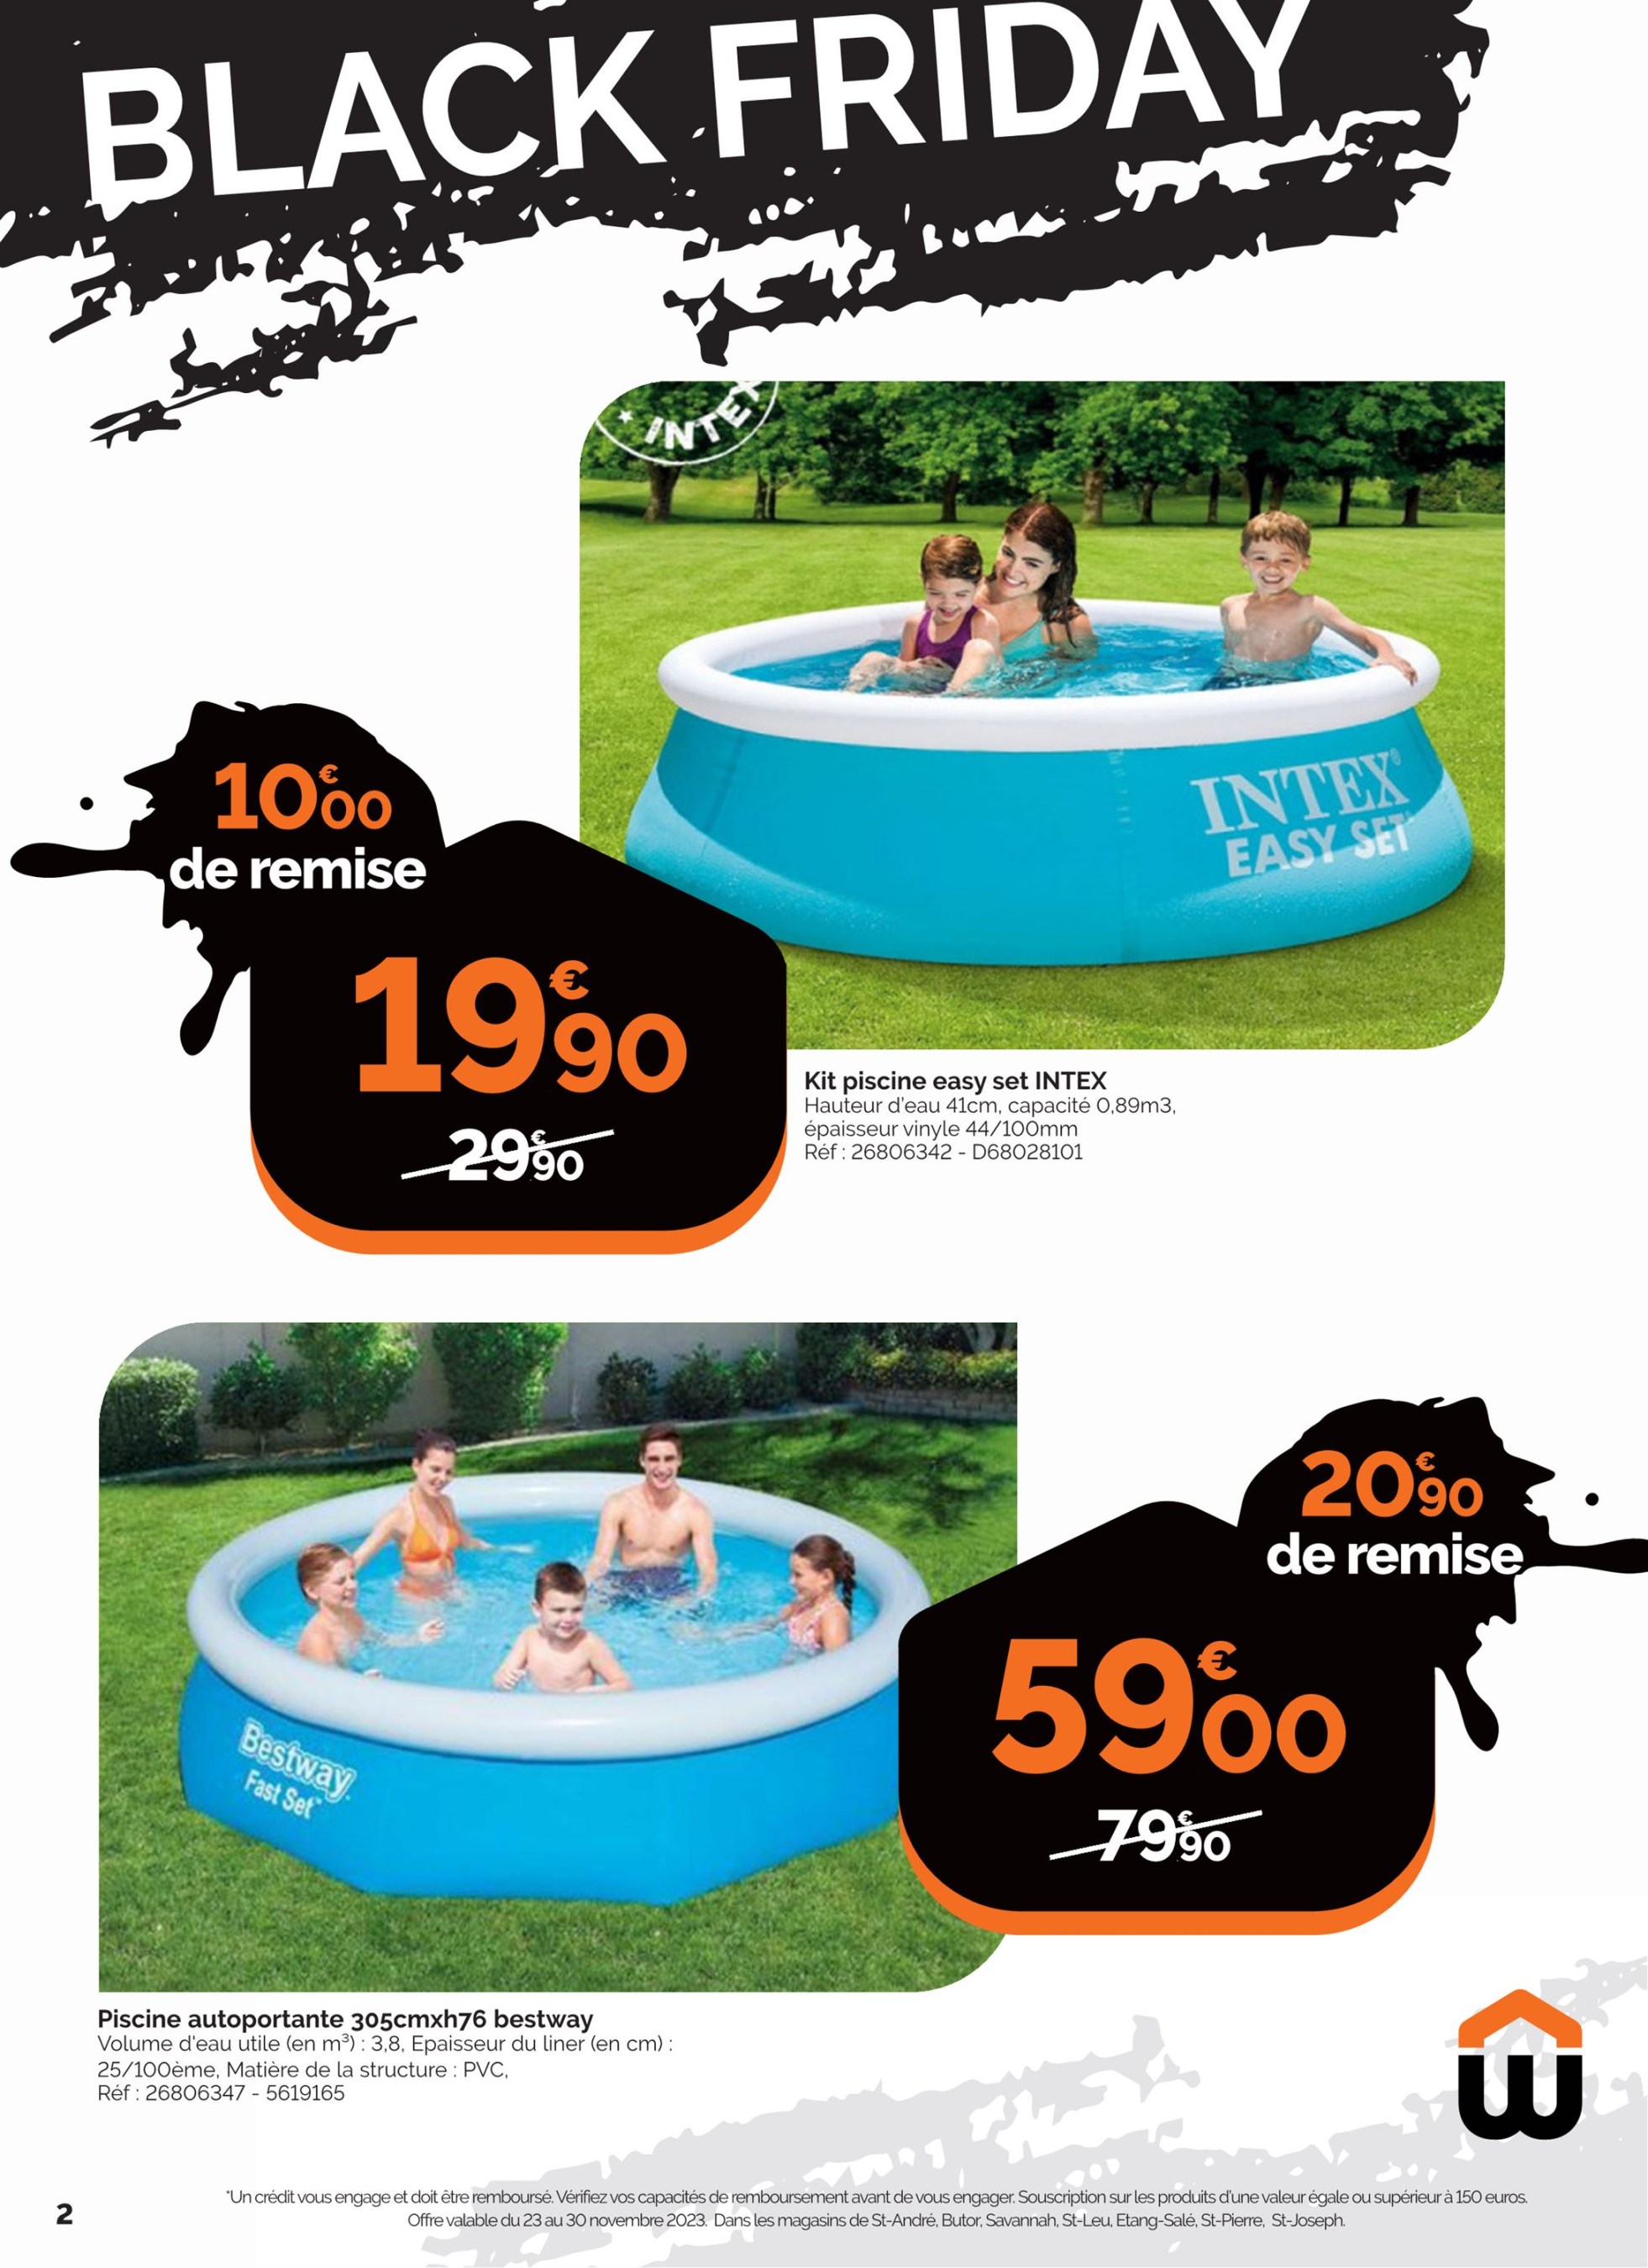 BLACK FRIDAY
INTEX
10€00
de remise
19€90
29€90
INTEX®
EASY SET
Kit piscine easy set INTEX
Hauteur d'eau 41cm, capacité 0,89m3,
épaisseur vinyle 44/100mm
Réf : 26806342 - D68028101
20€90
de remise
59€00
79€90
Bestway
Fast Set™
Piscine autoportante 305cmxh76 bestway
Volume d'eau utile (en m³) : 3,8, Epaisseur du liner (en cm) :
25/100ème, Matière de la structure : PVC,
Réf : 26806347 - 5619165
*Un crédit vous engage et doit être remboursé. Vérifiez vos capacités de remboursement avant de vous engager. Souscription sur les produits d'une valeur égale ou supérieur à 150 euros.
Offre valable du 23 au 30 novembre 2023. Dans les magasins de St-André, Butor, Savannah, St-Leu, Etang-Salé, St-Pierre, St-Joseph.
2